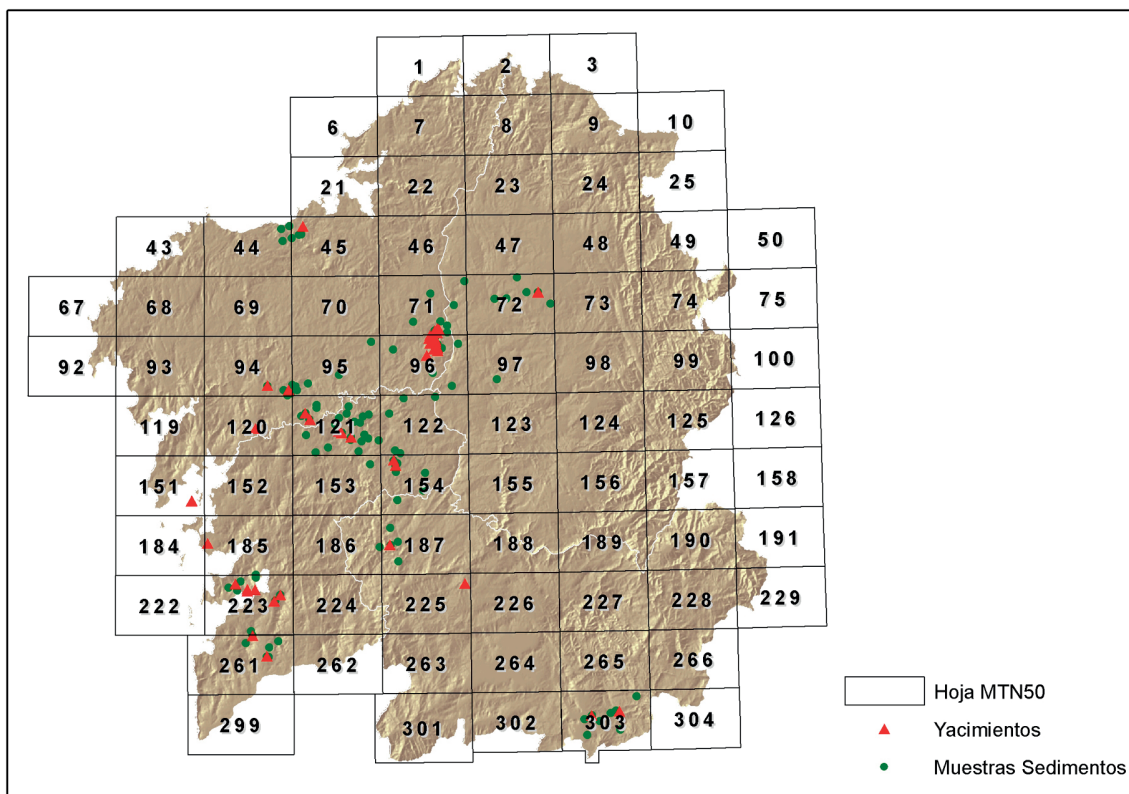 1 2 3
6 7 8 9 10
21 22 23 24 25
43 44 45 46 47 48 49 50
67 68 69 70 71 72 73 74 75
92 93 94 95 96 97 98 99 100
119 120 121 122 123 124 125 126
151 152 153 154 155 156 157 158
184 185 186 187 188 189 190 191
222 223 224 225 226 227 228 229
261 262 263 264 265 266
299 301 302 303 304
Hoja MTN50
Yacimientos
Muestras Sedimentos